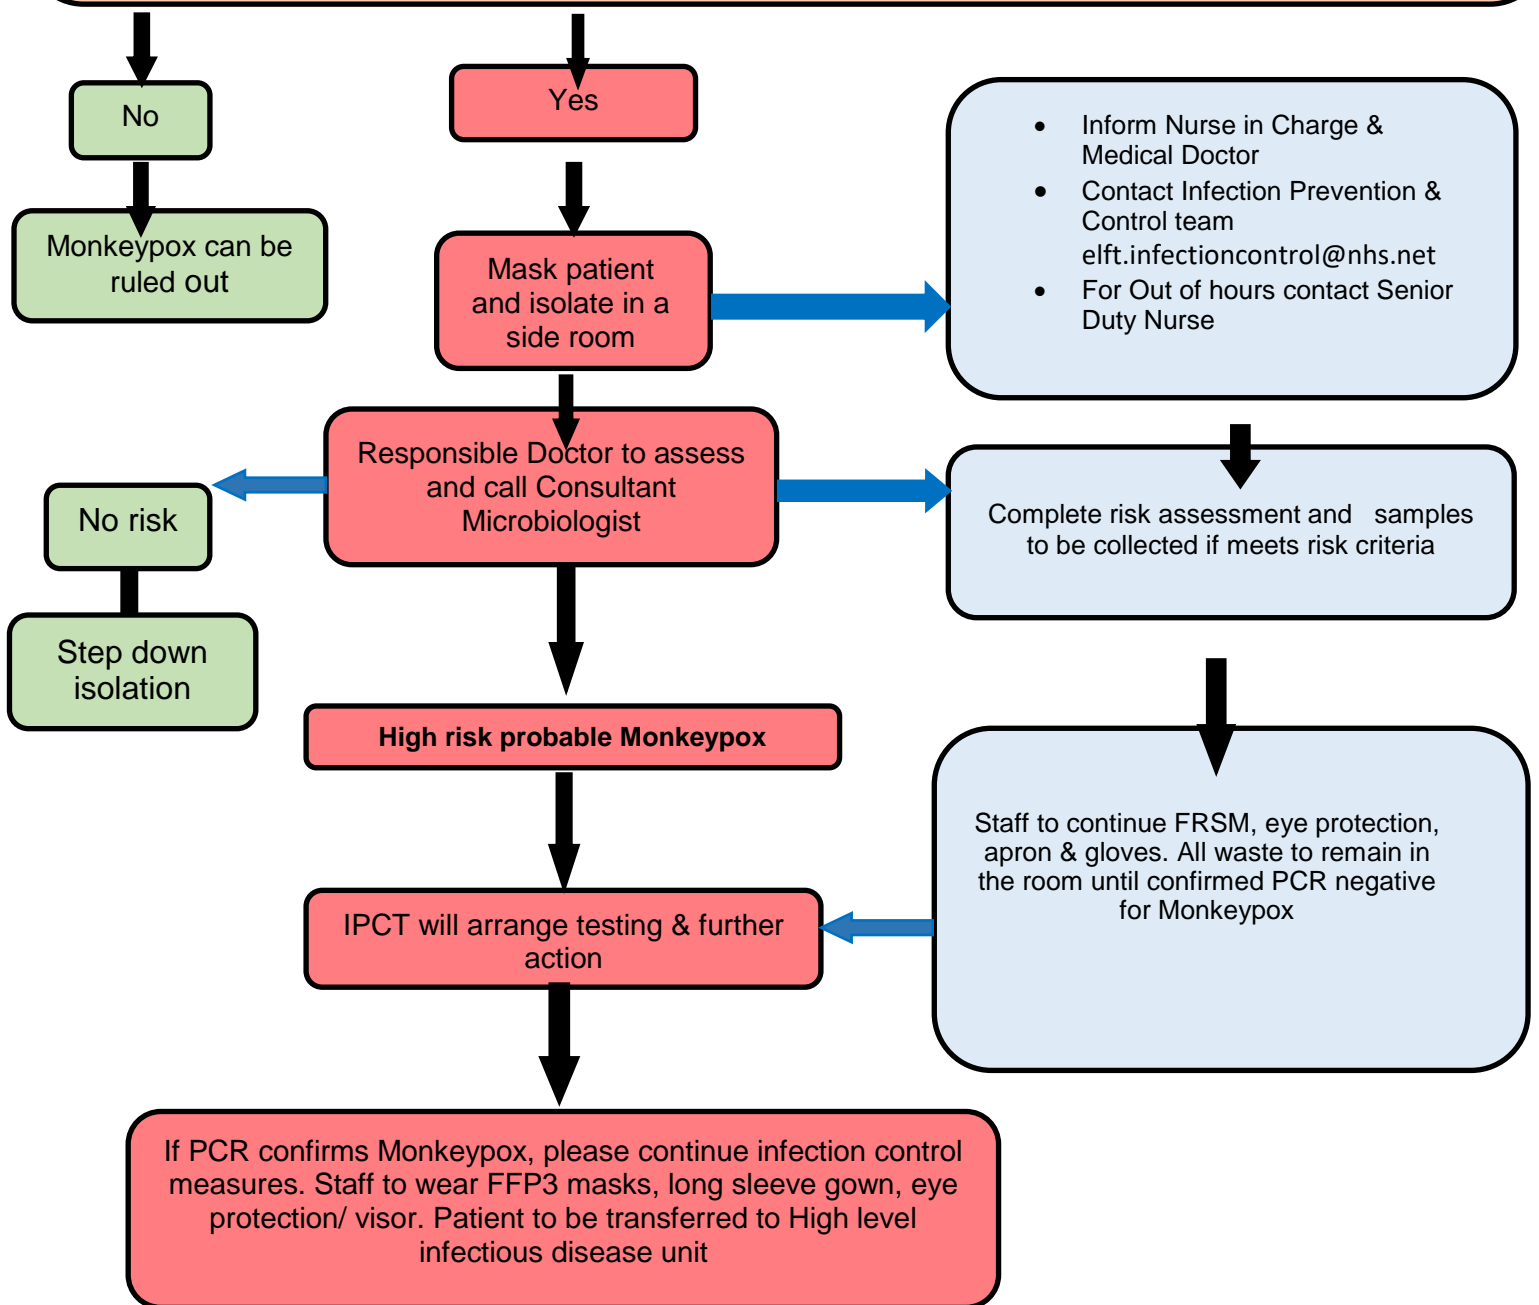 No
Yes
Monkeypox can be
ruled out
Mask patient
and isolate in a
side room
• Inform Nurse in Charge &
Medical Doctor
• Contact Infection Prevention &
Control team
elft.infectioncontrol@nhs.net
• For Out of hours contact Senior
Duty Nurse
Responsible Doctor to assess
and call Consultant
Microbiologist
No risk
Step down
isolation
Complete risk assessment and samples
to be collected if meets risk criteria
High risk probable Monkeypox
Staff to continue FRSM, eye protection,
apron & gloves. All waste to remain in
the room until confirmed PCR negative
for Monkeypox
IPCT will arrange testing & further
action
If PCR confirms Monkeypox, please continue infection control
measures. Staff to wear FFP3 masks, long sleeve gown, eye
protection/ visor. Patient to be transferred to High level
infectious disease unit